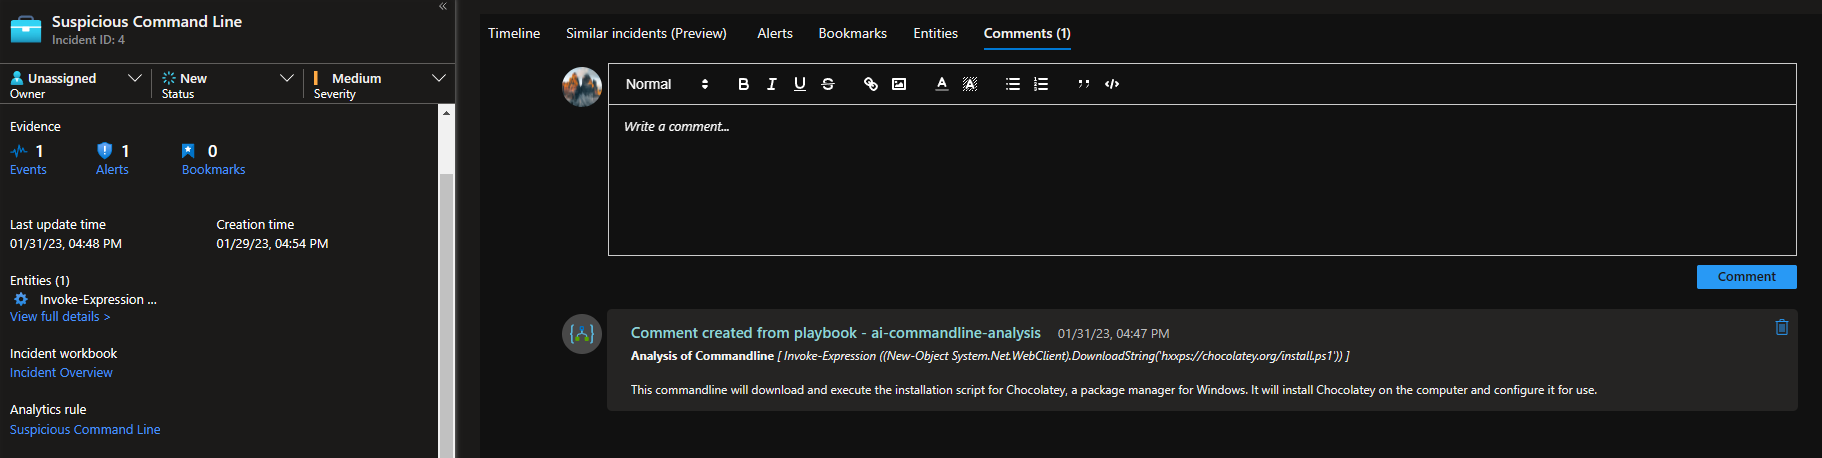 Suspicious Command Line
Incident ID: 4
«
Unassigned
Owner
New
Status
Medium
Severity
Evidence
1
Events
1
Alerts
0
Bookmarks
Last update time
01/31/23, 04:48 PM
Creation time
01/29/23, 04:54 PM
Entities (1)
Invoke-Expression ...
View full details >
Incident workbook
Incident Overview
Analytics rule
Suspicious Command Line
Timeline Similar incidents (Preview) Alerts Bookmarks Entities Comments (1)
Normal B I U S A A
Write a comment...
Comment
Comment created from playbook - ai-commandline-analysis 01/31/23, 04:47 PM
Analysis of Commandline [ Invoke-Expression ((New-Object System.Net.WebClient).DownloadString('hxxps://chocolatey.org/install.ps1')) ]
This commandline will download and execute the installation script for Chocolatey, a package manager for Windows. It will install Chocolatey on the computer and configure it for use.